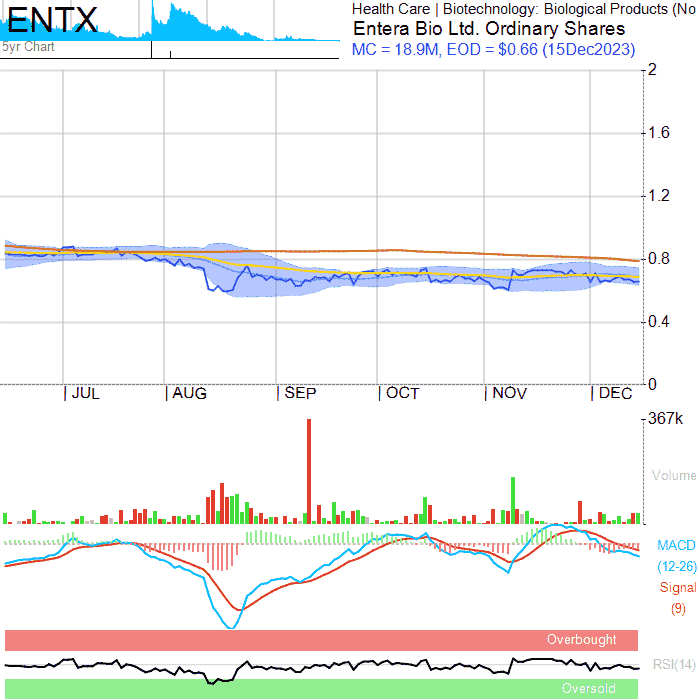 ENTX
Health Care | Biotechnology: Biological Products (No
Entera Bio Ltd. Ordinary Shares
5yr Chart
MC = 18.9M, EOD = $0.66 (15Dec2023)
2
1.6
1.2
0.8
0.4
0
JUL AUG SEP OCT NOV DEC
367k
Volume
MACD
(12-26)
Signal
(9)
Overbought
RSI(14)
Oversold